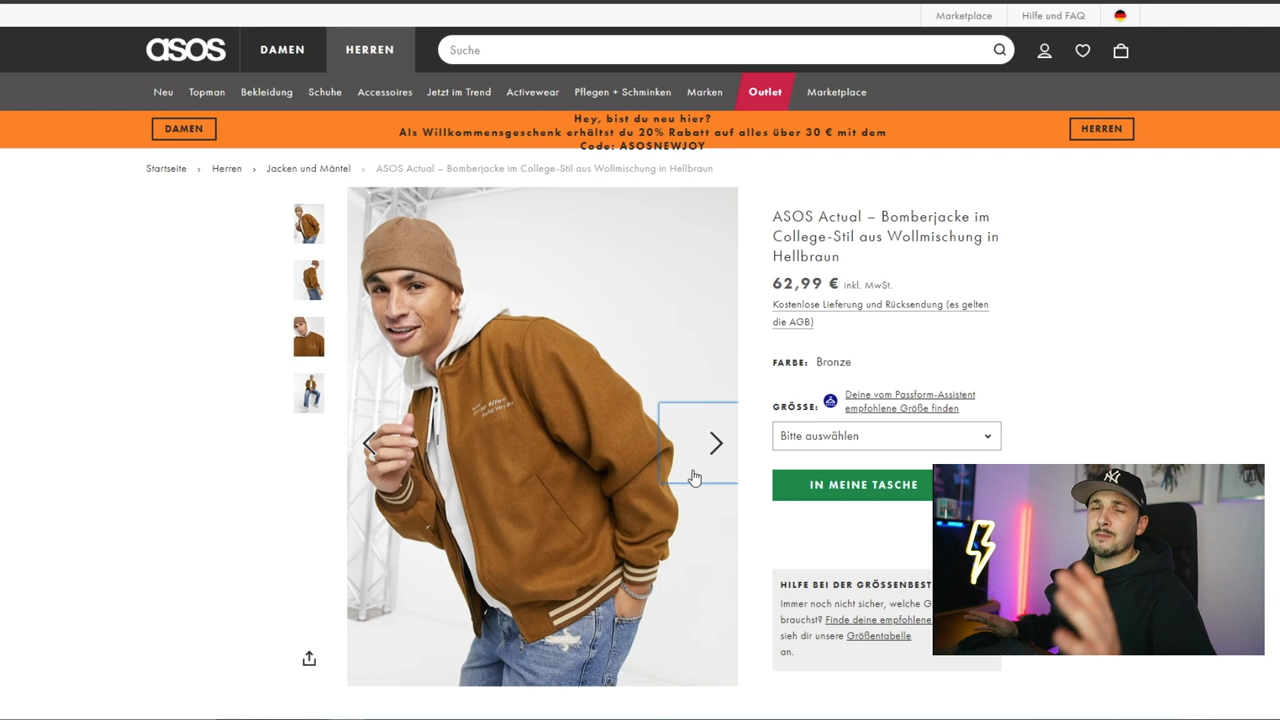 Marketplace
Hilfe und FAQ
asos
DAMEN
HERREN
Suche
Neu
Topman
Bekleidung
Schuhe
Accessoires
Jetzt im Trend
Activewear
Pflegen + Schminken
Marken
Outlet
Marketplace
DAMEN
Hey, bist du neu hier?
Als Willkommensgeschenk erhältst du 20% Rabatt auf alles über 30 € mit dem
Code: ASOSNEWJOY
HERREN
Startseite › Herren › Jacken und Mäntel › ASOS Actual – Bomberjacke im College-Stil aus Wollmischung in Hellbraun
ASOS Actual – Bomberjacke im
College-Stil aus Wollmischung in
Hellbraun
62,99 € inkl. MwSt.
Kostenlose Lieferung und Rücksendung (es gelten
die AGB)
FARBE: Bronze
GRÖSSE:
Deine vom Passform-Assistent
empfohlene Größe finden
Bitte auswählen
IN MEINE TASCHE
HILFE BEI DER GRÖSSENBEST
Immer noch nicht sicher, welche G
brauchst? Finde deine empfohlene
sieh dir unsere Größentabelle
an.